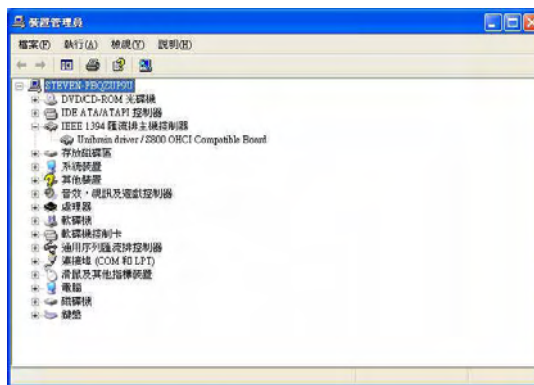 裝置管理員
檔案(F) 執行(A) 檢視(V) 說明(H)
STEVEN-PBQZUP9U
DVD/CD-ROM 光碟機
IDE ATA/ATAPI 控制器
IEEE 1394 匯流排主機控制器
Unibrain driver / S800 OHCI Compatible Board
存放磁碟區
系統裝置
其他裝置
音效，視訊及遊戲控制器
處理器
軟碟機
軟碟機控制卡
通用序列匯流排控制器
連接埠 (COM 和 LPT)
滑鼠及其他指標裝置
電腦
磁碟機
鍵盤